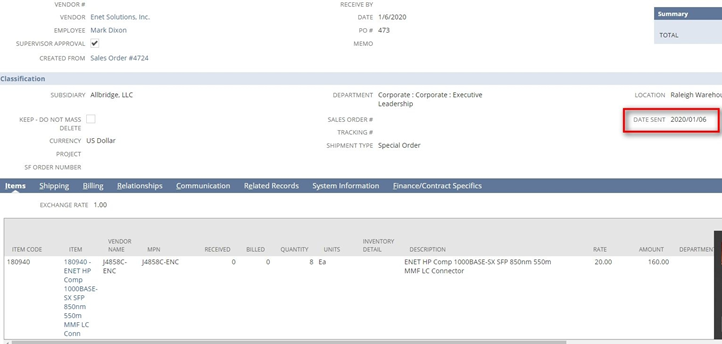 VENDOR #
VENDOR Enet Solutions, Inc.
EMPLOYEE Mark Dixon
SUPERVISOR APPROVAL
CREATED FROM Sales Order #4724
RECEIVE BY
DATE 1/6/2020
PO # 473
MEMO
Summary
TOTAL
Classification
SUBSIDIARY Allbridge, LLC
KEEP - DO NOT MASS
DELETE
CURRENCY US Dollar
PROJECT
SF ORDER NUMBER
DEPARTMENT Corporate : Corporate : Executive
Leadership
SALES ORDER #
TRACKING #
SHIPMENT TYPE Special Order
LOCATION Raleigh Warehou
DATE SENT 2020/01/06
Items Shipping Billing Relationships Communication Related Records System Information Finance/Contract Specifics
EXCHANGE RATE 1.00
ITEM CODE ITEM VENDOR NAME MPN RECEIVED BILLED QUANTITY UNITS INVENTORY DETAIL DESCRIPTION RATE AMOUNT DEPARTMENT
180940
180940 -
ENET HP
Comp
1000BASE-
SX SFP
850nm
550m
MMF LC
Conn
J4858C-
ENC
J4858C-ENC
0
0
8
Ea
ENET HP Comp 1000BASE-SX SFP 850nm 550m
MMF LC Connector
20.00
160.00